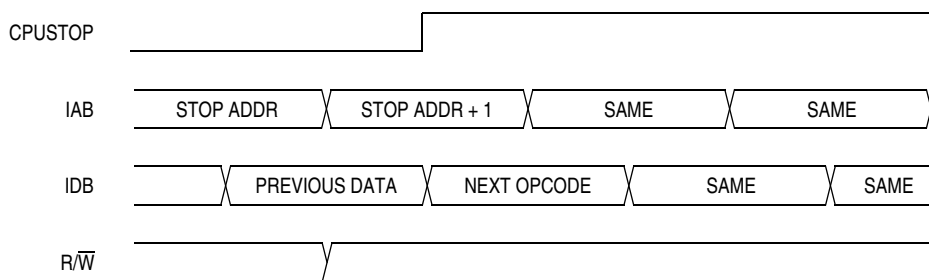 CPUSTOP
IAB STOP ADDR STOP ADDR + 1 SAME SAME
IDB PREVIOUS DATA NEXT OPCODE SAME SAME
R/W̅